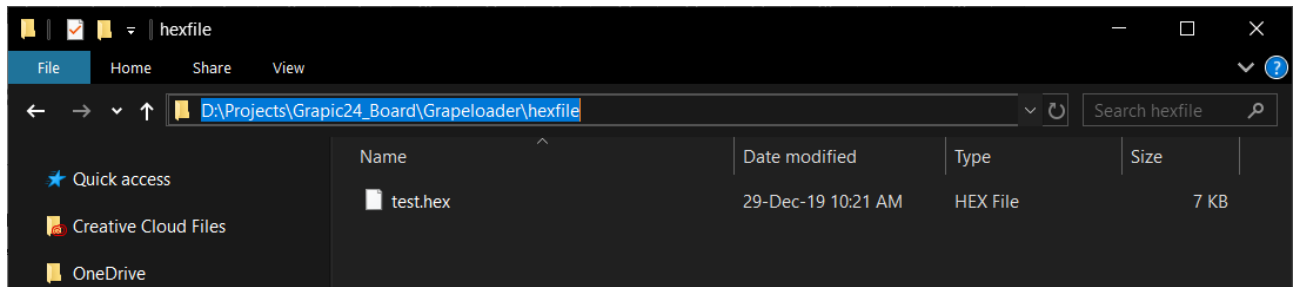 hexfile
File Home Share View
D:\Projects\Grapic24_Board\Grapeloader\hexfile Search hexfile
Name Date modified Type Size
Quick access
test.hex 29-Dec-19 10:21 AM HEX File 7 KB
Creative Cloud Files
OneDrive